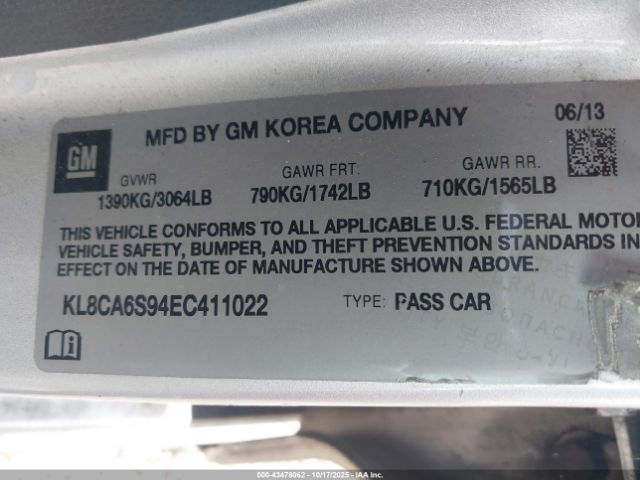 06/13
GM
MFD BY GM KOREA COMPANY
GVWR GAWR FRT. GAWR RR.
1390KG/3064LB 790KG/1742LB 710KG/1565LB
THIS VEHICLE CONFORMS TO ALL APPLICABLE U.S. FEDERAL MOTOR
VEHICLE SAFETY, BUMPER, AND THEFT PREVENTION STANDARDS IN
EFFECT ON THE DATE OF MANUFACTURE SHOWN ABOVE.
KL8CA6S94EC411022 TYPE: PASS CAR
000-43478062 - 10/17/2025 - © IAA, Inc.